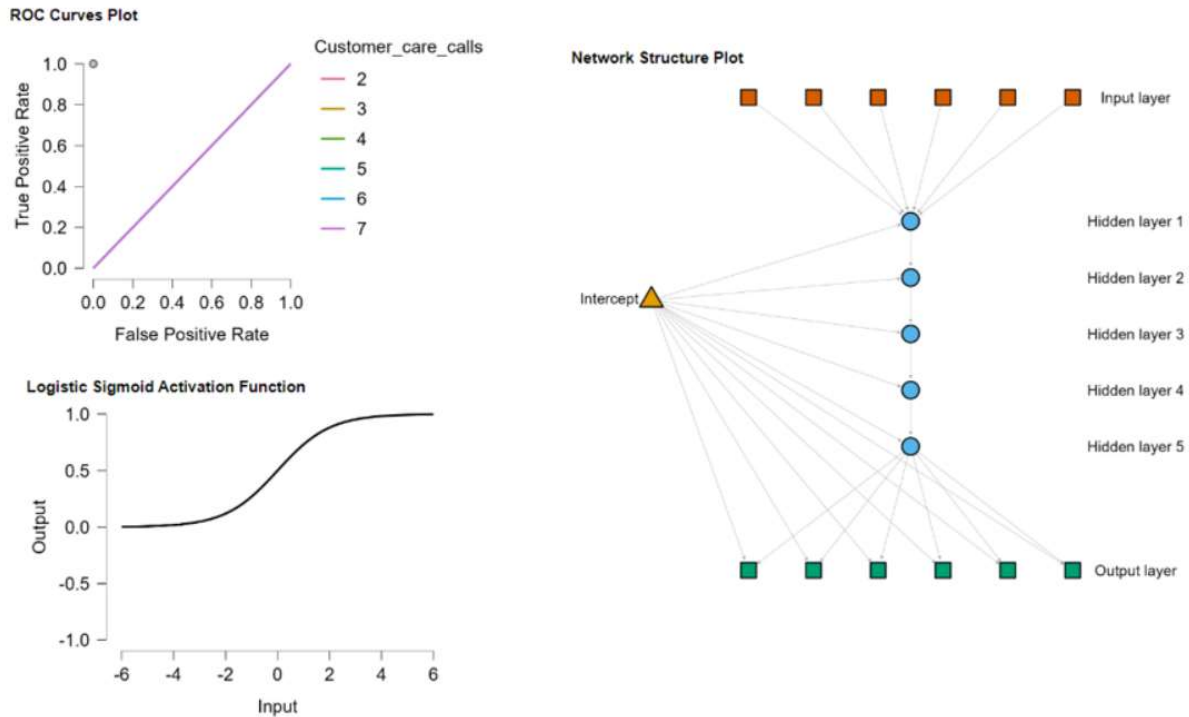 ROC Curves Plot
Customer_care_calls
2
3
4
5
6
7
True Positive Rate
1.0
0.8
0.6
0.4
0.2
0.0
0.0 0.2 0.4 0.6 0.8 1.0
False Positive Rate
Logistic Sigmoid Activation Function
Output
1.0
0.5
0.0
-0.5
-1.0
-6 -4 -2 0 2 4 6
Input
Network Structure Plot
Input layer
Hidden layer 1
Hidden layer 2
Intercept
Hidden layer 3
Hidden layer 4
Hidden layer 5
Output layer